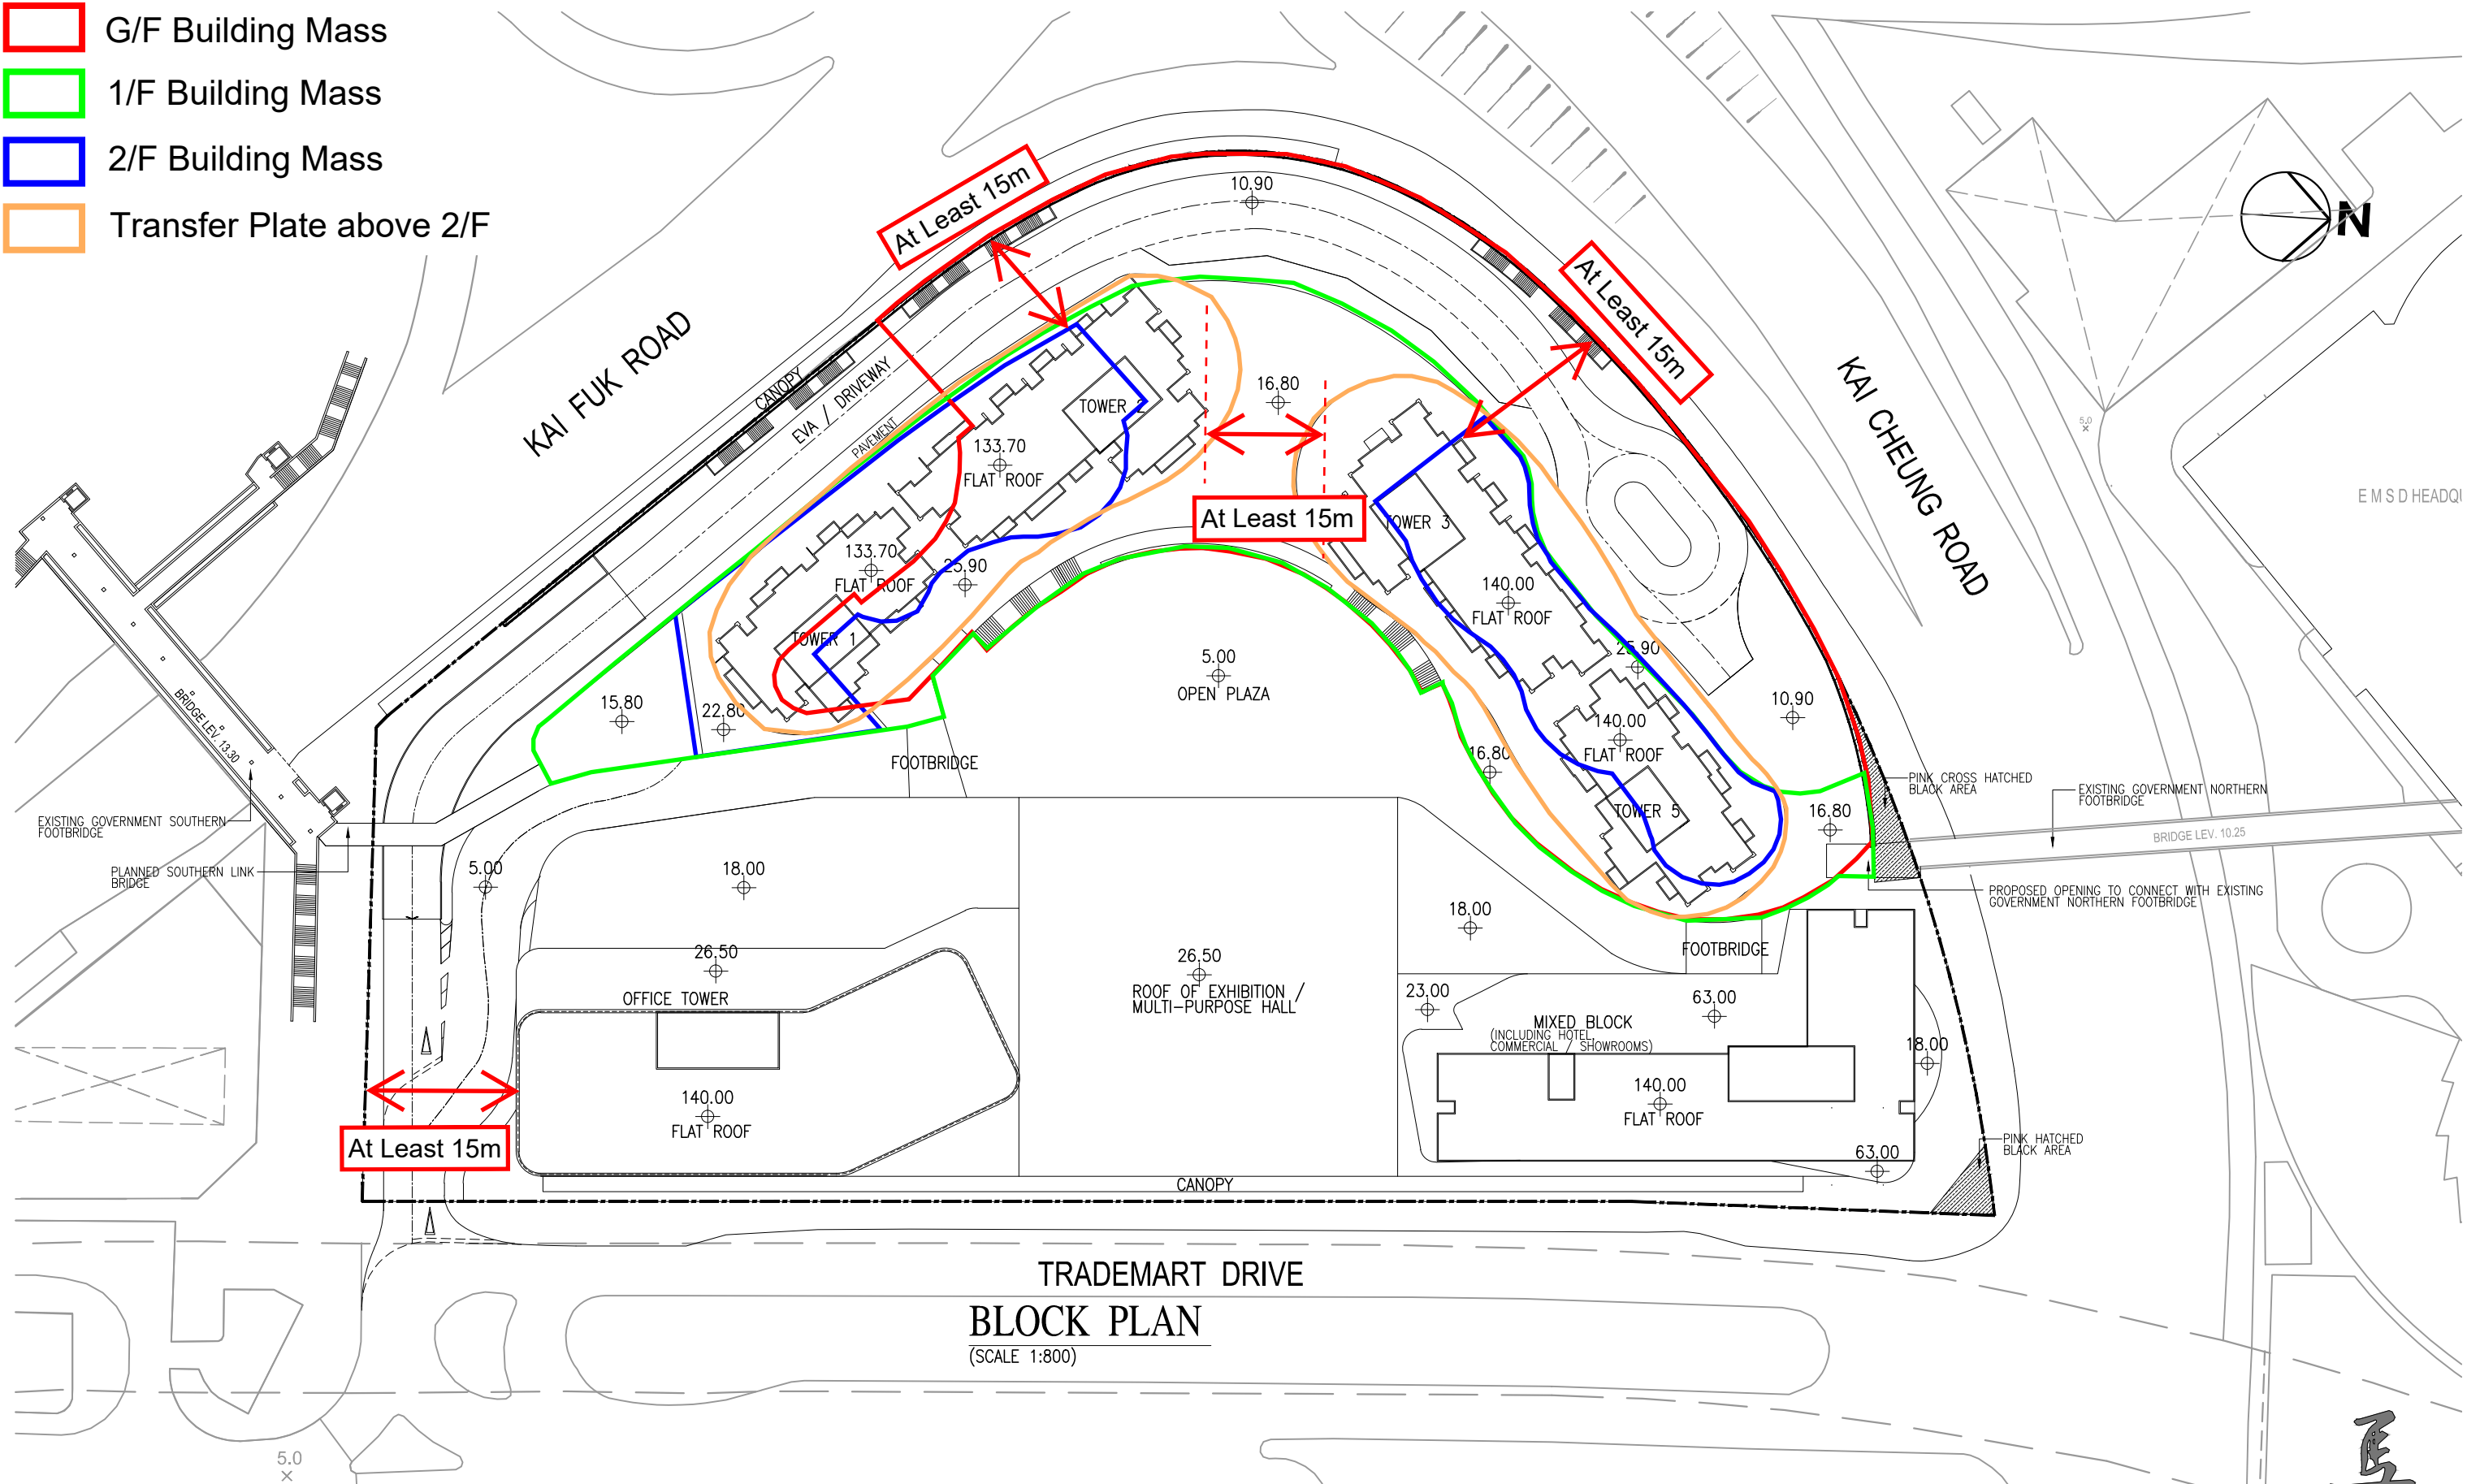 G/F Building Mass
1/F Building Mass
2/F Building Mass
Transfer Plate above 2/F
At Least 15m
10.90
N
At Least 15m
KAI FUK ROAD
KAI CHEUNG ROAD
CANOPY
EVA / DRIVEWAY
PAVEMENT
TOWER 2
16.80
133.70
FLAT ROOF
At Least 15m
TOWER 3
5.0
E M S D HEADQU
133.70
FLAT ROOF
25.90
140.00
FLAT ROOF
TOWER 1
25.90
5.00
OPEN PLAZA
15.80
22.80
BRIDGE LEV. 13.30
10.90
140.00
FLAT ROOF
16.80
FOOTBRIDGE
TOWER 5
16.80
PINK CROSS HATCHED
BLACK AREA
EXISTING GOVERNMENT NORTHERN
FOOTBRIDGE
BRIDGE LEV. 10.25
EXISTING GOVERNMENT SOUTHERN
FOOTBRIDGE
PLANNED SOUTHERN LINK
BRIDGE
5.00
18.00
PROPOSED OPENING TO CONNECT WITH EXISTING
GOVERNMENT NORTHERN FOOTBRIDGE
18.00
FOOTBRIDGE
26.50
OFFICE TOWER
26.50
ROOF OF EXHIBITION /
MULTI-PURPOSE HALL
23.00
63.00
MIXED BLOCK
(INCLUDING HOTEL,
COMMERCIAL / SHOWROOMS)
18.00
140.00
FLAT ROOF
140.00
FLAT ROOF
At Least 15m
63.00
PINK HATCHED
BLACK AREA
CANOPY
TRADEMART DRIVE
BLOCK PLAN
(SCALE 1:800)
5.0